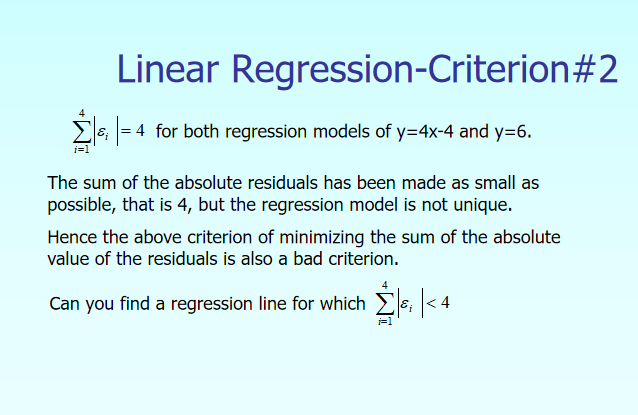 Linear Regression-Criterion#2
$\sum_{i=1}^{4} |\varepsilon_i| = 4$ for both regression models of y=4x-4 and y=6.
The sum of the absolute residuals has been made as small as
possible, that is 4, but the regression model is not unique.
Hence the above criterion of minimizing the sum of the absolute
value of the residuals is also a bad criterion.
Can you find a regression line for which $\sum_{i=1}^{4} |\varepsilon_i| < 4$